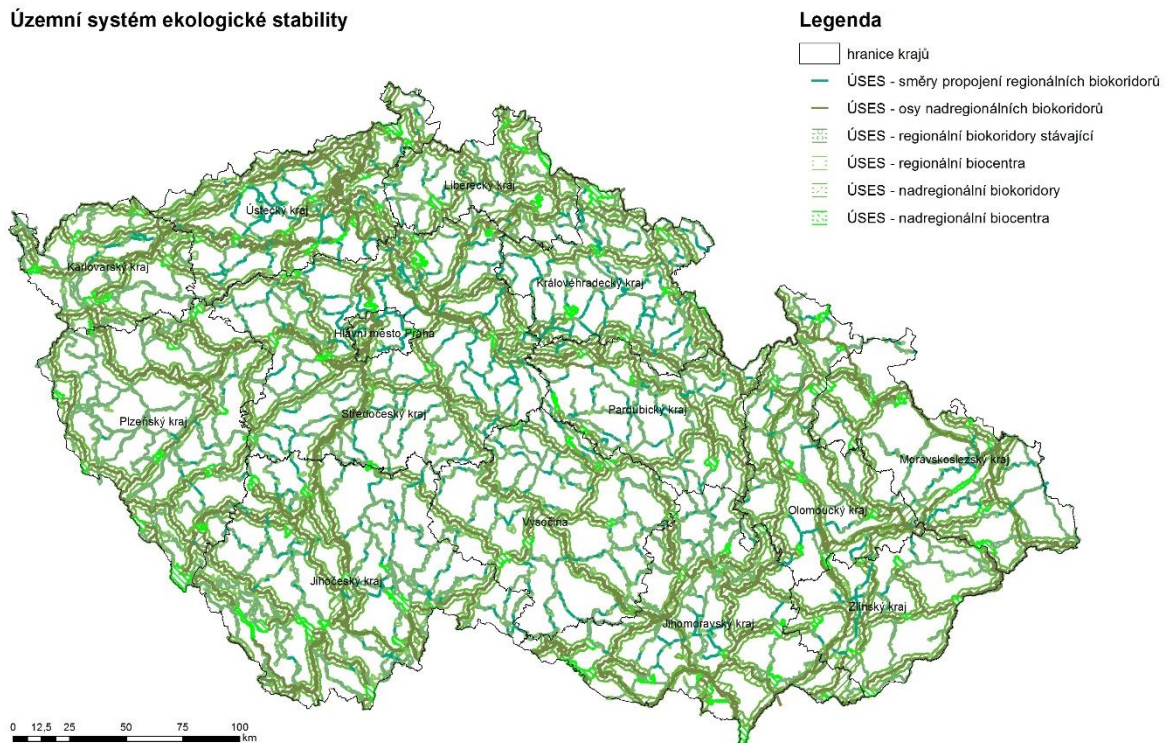 Územní systém ekologické stability
Legenda
hranice krajů
ÚSES - směry propojení regionálních biokoridorů
ÚSES - osy nadregionálních biokoridorů
ÚSES - regionální biokoridory stávající
ÚSES - regionální biocentra
ÚSES - nadregionální biokoridory
ÚSES - nadregionální biocentra
Liberecký kraj
Ústecký kraj
Karlovarský kraj
Královéhradecký kraj
Hlavní město Praha
Pardubický kraj
Středočeský kraj
Plzeňský kraj
Moravskoslezský kraj
Olomoucký kraj
Vysočina
Jihočeský kraj
Zlínský kraj
Jihomoravský kraj
0 12,5 25 50 75 100
km